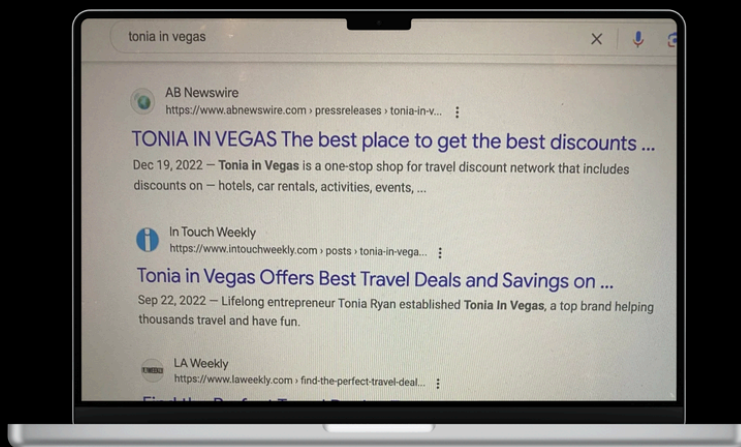 tonia in vegas
AB Newswire
https://www.abnewswire.com › pressreleases › tonia-in-v...
TONIA IN VEGAS The best place to get the best discounts ...
Dec 19, 2022 — Tonia in Vegas is a one-stop shop for travel discount network that includes
discounts on — hotels, car rentals, activities, events, ...
In Touch Weekly
https://www.intouchweekly.com › posts › tonia-in-vega...
Tonia in Vegas Offers Best Travel Deals and Savings on ...
Sep 22, 2022 — Lifelong entrepreneur Tonia Ryan established Tonia In Vegas, a top brand helping
thousands travel and have fun.
LA Weekly
https://www.laweekly.com › find-the-perfect-travel-deal...